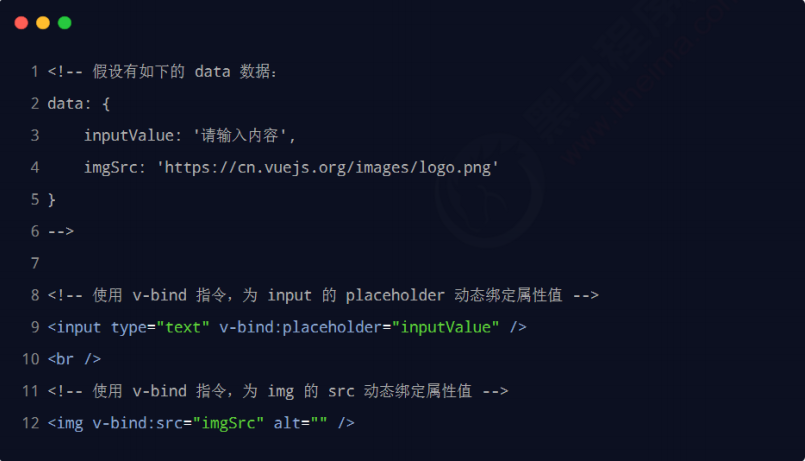 1 <!-- 假设有如下的 data 数据:
2 data: {
3     inputValue: '请输入内容',
4     imgSrc: 'https://cn.vuejs.org/images/logo.png'
5 }
6 -->
7
8 <!-- 使用 v-bind 指令，为 input 的 placeholder 动态绑定属性值 -->
9 <input type="text" v-bind:placeholder="inputValue" />
10 <br />
11 <!-- 使用 v-bind 指令，为 img 的 src 动态绑定属性值 -->
12 <img v-bind:src="imgSrc" alt="" />